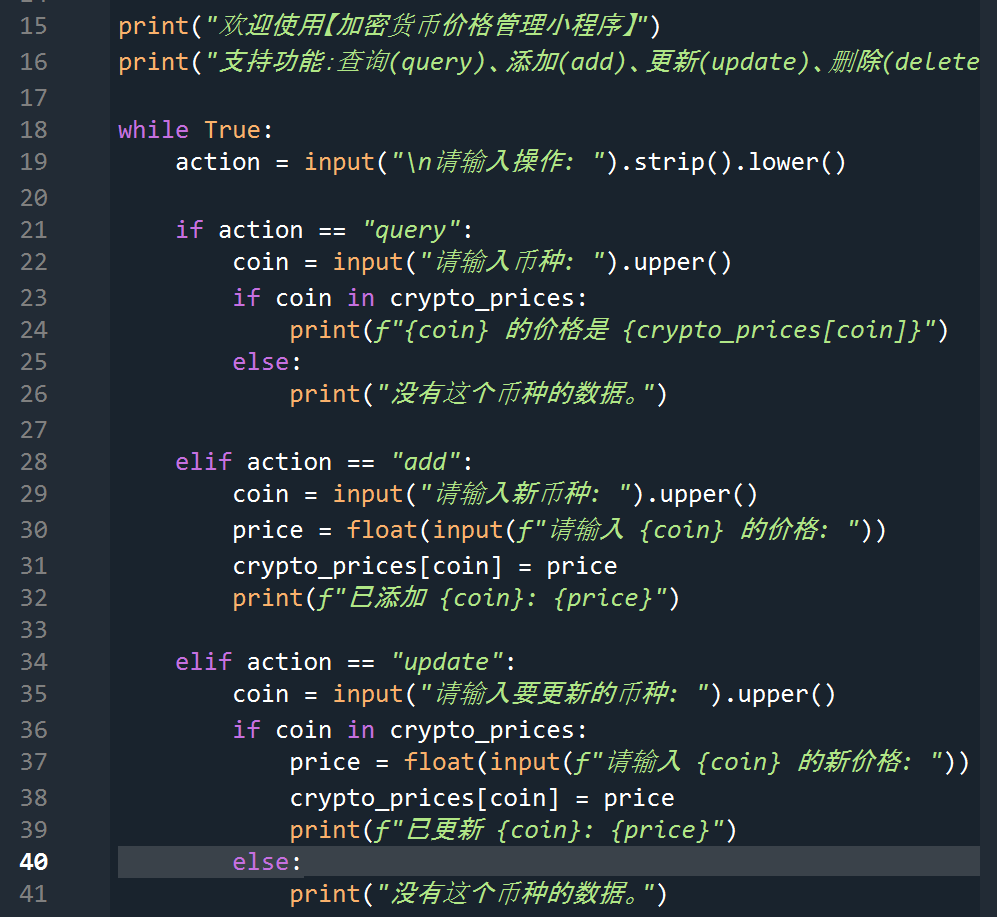 15 print("欢迎使用【加密货币价格管理小程序】")
16 print("支持功能:查询(query)、添加(add)、更新(update)、删除(delete
17
18 while True:
19     action = input("\n请输入操作: ").strip().lower()
20
21     if action == "query":
22         coin = input("请输入币种: ").upper()
23         if coin in crypto_prices:
24             print(f"{coin} 的价格是 {crypto_prices[coin]}")
25         else:
26             print("没有这个币种的数据。")
27
28     elif action == "add":
29         coin = input("请输入新币种: ").upper()
30         price = float(input(f"请输入 {coin} 的价格: "))
31         crypto_prices[coin] = price
32         print(f"已添加 {coin}: {price}")
33
34     elif action == "update":
35         coin = input("请输入要更新的币种: ").upper()
36         if coin in crypto_prices:
37             price = float(input(f"请输入 {coin} 的新价格: "))
38             crypto_prices[coin] = price
39             print(f"已更新 {coin}: {price}")
40         else:
41             print("没有这个币种的数据。")